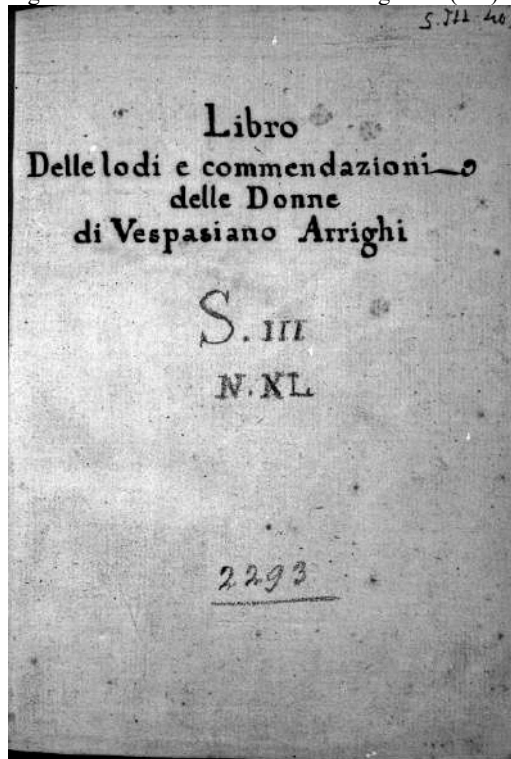 S. III 40
Libro
Delle lodi e commendazioni
delle Donne
di Vespasiano Arrighi
S. III
N. XL
2293